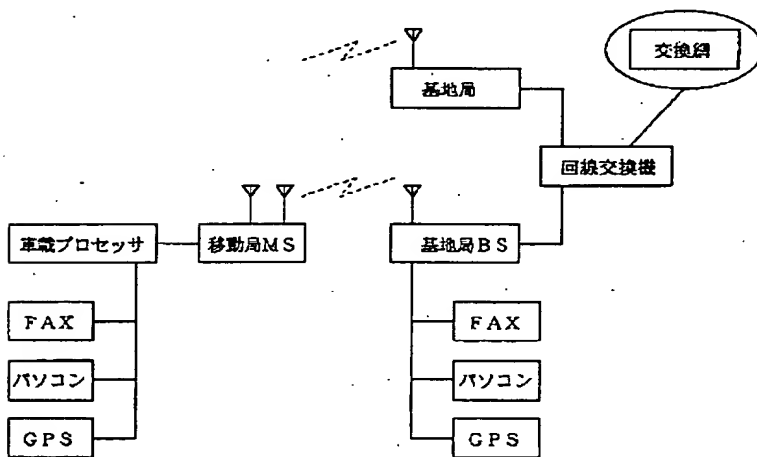 交換網
基地局
回線交換機
車載プロセッサ
移動局MS
基地局BS
FAX
FAX
パソコン
パソコン
GPS
GPS